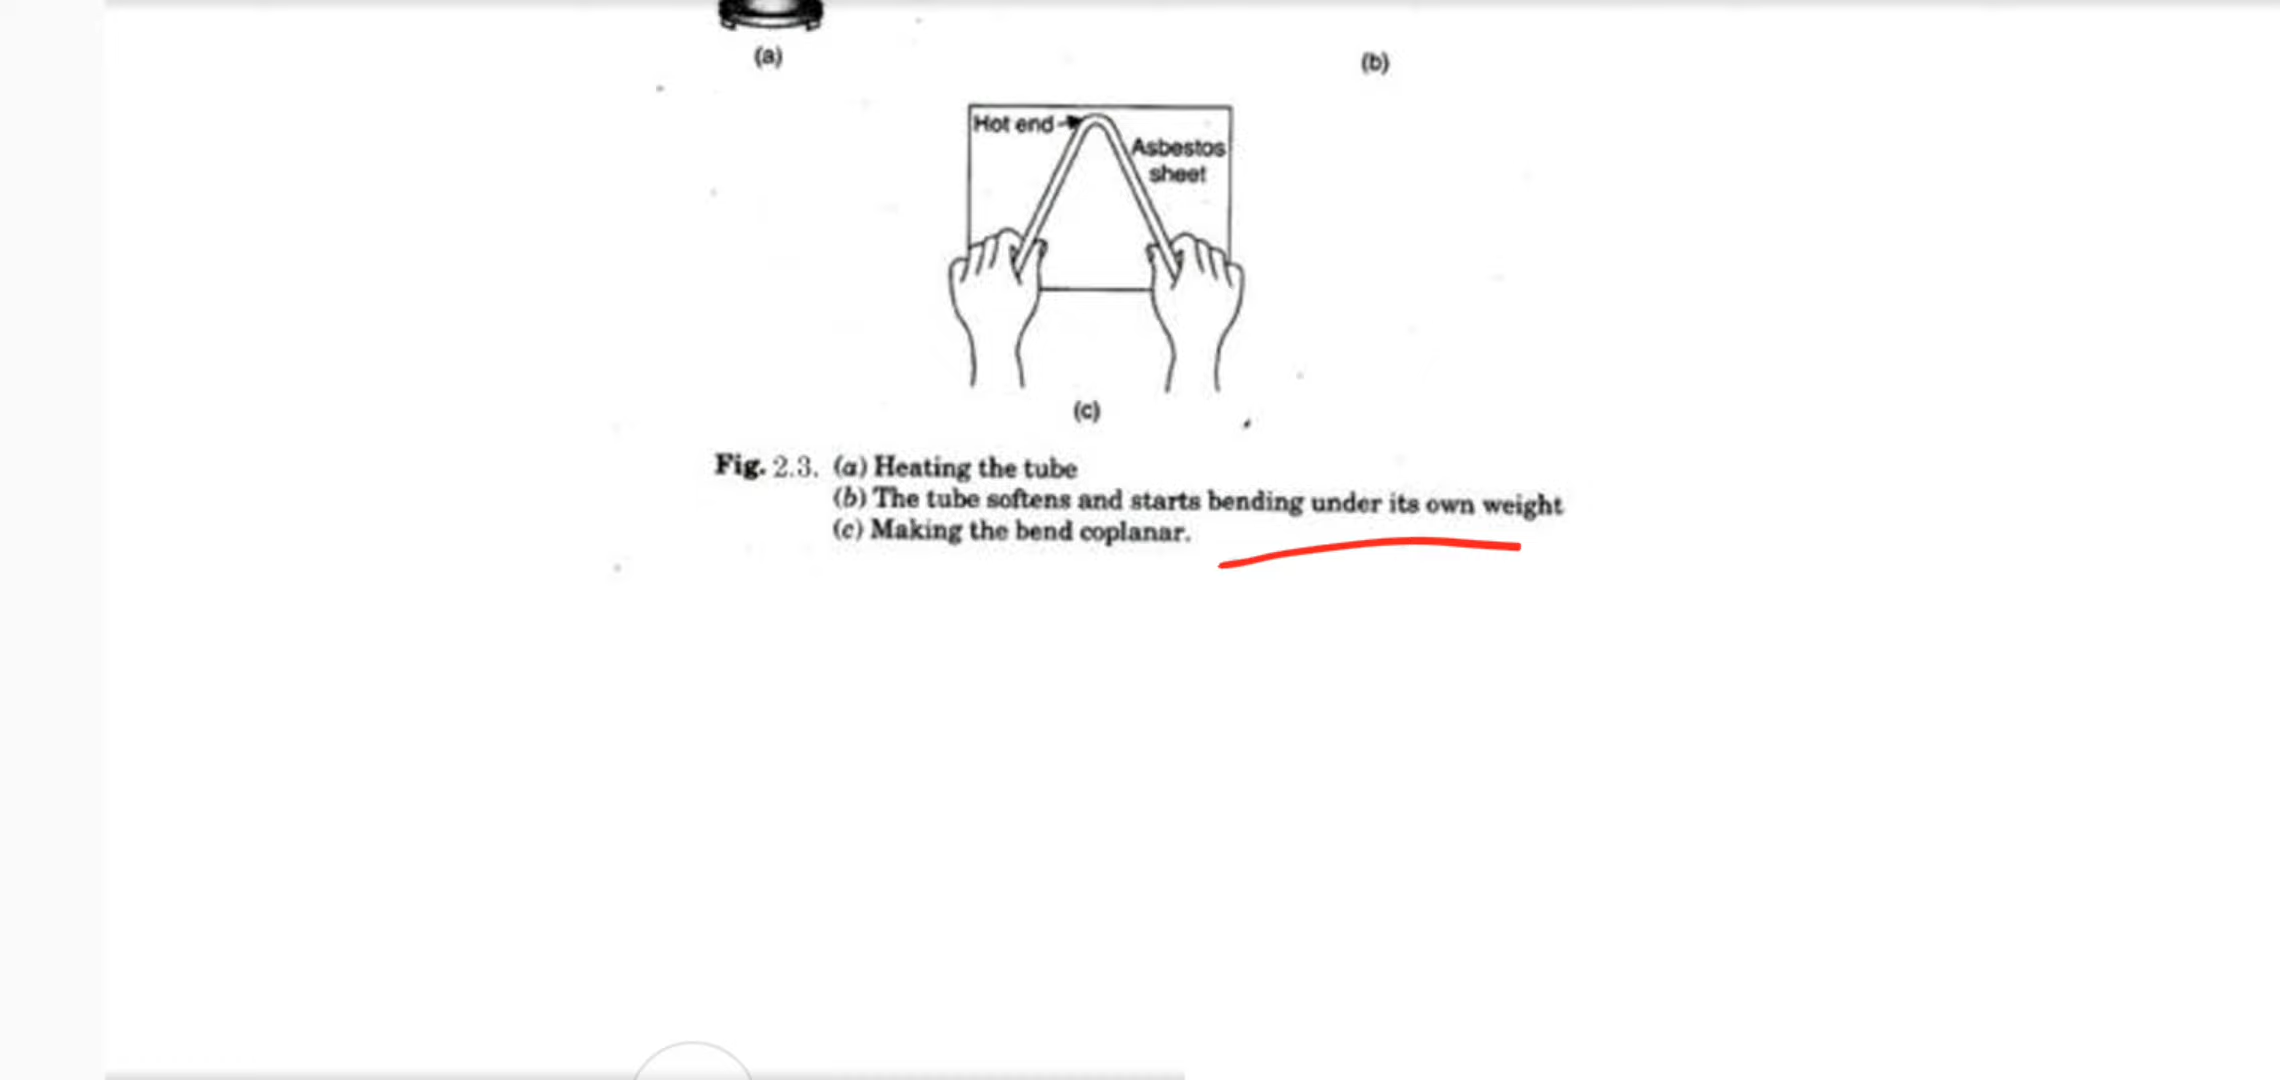 (a)
(b)
Hot end
Asbestos
sheet
(c)
Fig. 2.3. (a) Heating the tube
(b) The tube softens and starts bending under its own weight
(c) Making the bend coplanar.